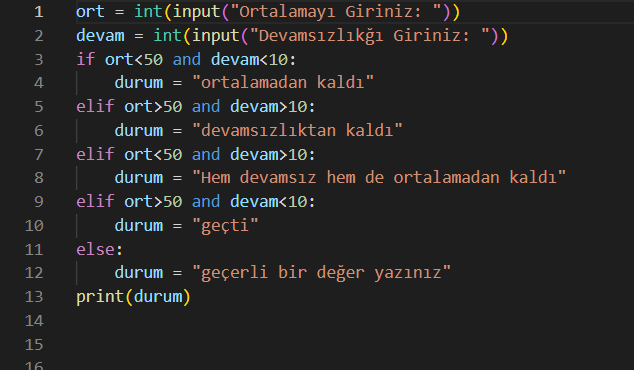 1 ort = int(input("Ortalamayı Giriniz: "))
2 devam = int(input("Devamsızlıkğı Giriniz: "))
3 if ort<50 and devam<10:
4     durum = "ortalamadan kaldı"
5 elif ort>50 and devam>10:
6     durum = "devamsızlıktan kaldı"
7 elif ort<50 and devam>10:
8     durum = "Hem devamsız hem de ortalamadan kaldı"
9 elif ort>50 and devam<10:
10     durum = "geçti"
11 else:
12     durum = "geçerli bir değer yazınız"
13 print(durum)
14
15
16